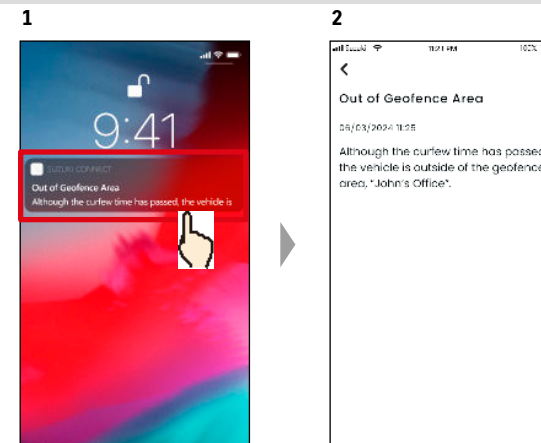 1
2
9:41
SUZUKI CONNECT
Out of Geofence Area
Although the curfew time has passed, the vehicle is
Suzuki
11:21 PM
100%
Out of Geofence Area
06/03/2024 11:25
Although the curfew time has passed
the vehicle is outside of the geofence
area, "John's Office".